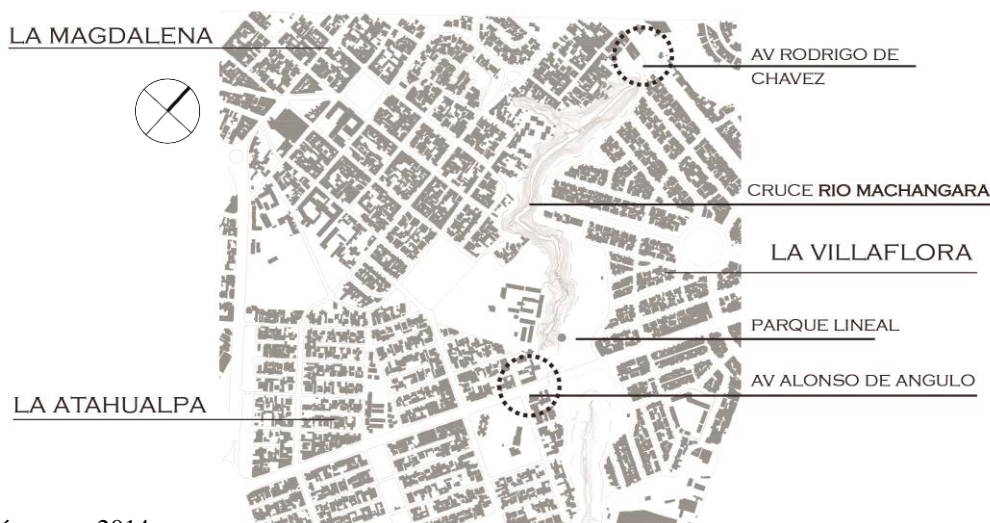 LA MAGDALENA
AV RODRIGO DE
CHAVEZ
CRUCE RIO MACHANGARA
LA VILLAFLORA
PARQUE LINEAL
AV ALONSO DE ANGULO
LA ATAHUALPA
2014